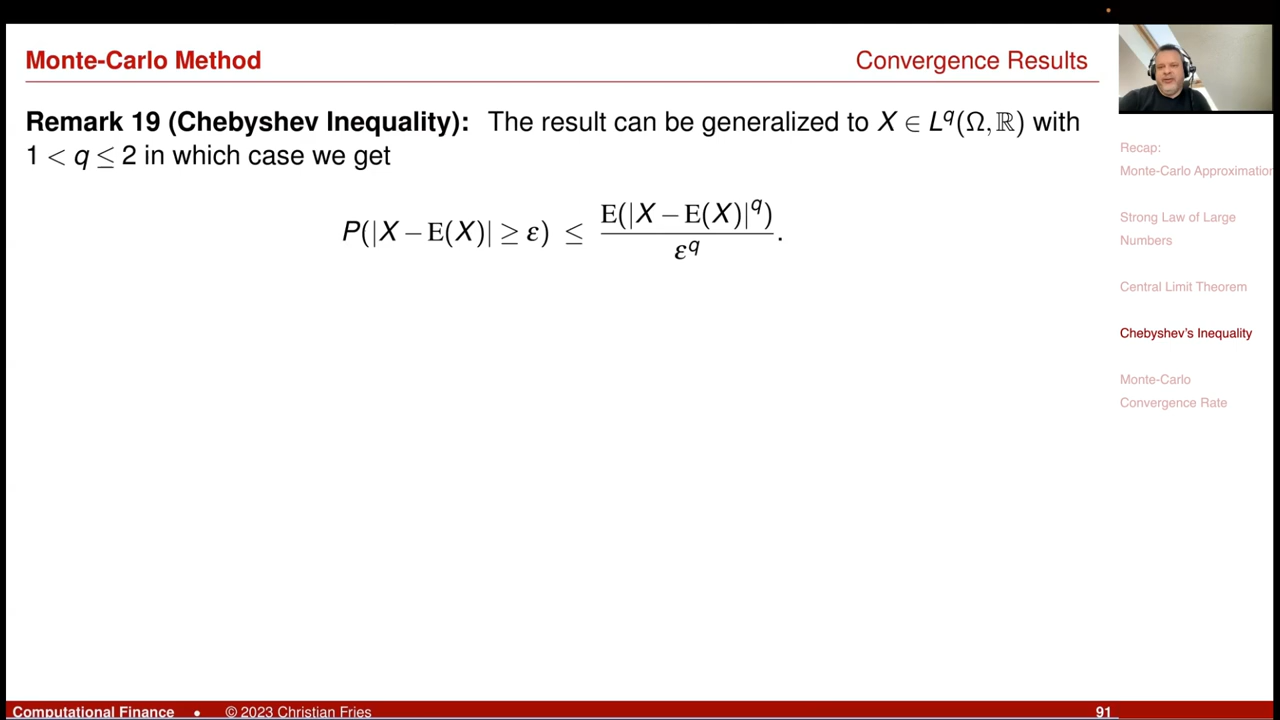 Monte-Carlo Method
Convergence Results
Remark 19 (Chebyshev Inequality): The result can be generalized to X ∈ L^q(Ω, ℝ) with
1 < q ≤ 2 in which case we get
P(|X − E(X)| ≥ ε) ≤ E(|X − E(X)|^q) / ε^q .
Recap:
Monte-Carlo Approximation
Strong Law of Large
Numbers
Central Limit Theorem
Chebyshev's Inequality
Monte-Carlo
Convergence Rate
Computational Finance • © 2023 Christian Fries
91